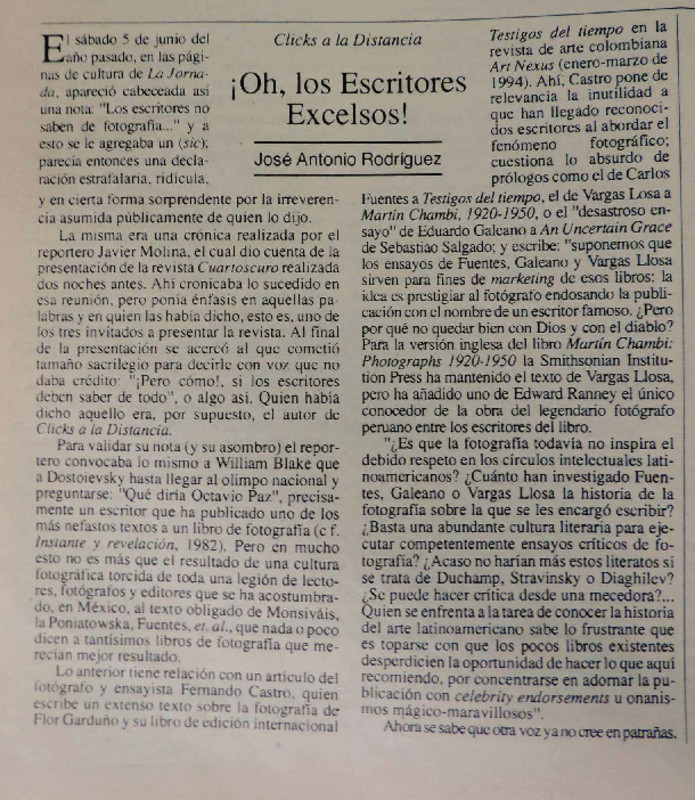 Clicks a la Distancia
¡Oh, los Escritores
Excelsos!
José Antonio Rodríguez
El sábado 5 de junio del
año pasado, en las pági-
nas de cultura de La Jorna-
da, apareció cabeceada así
una nota: "Los escritores no
saben de fotografía..." y a
esto se le agregaba un (sic);
parecía entonces una decla-
ración estrafalaria, ridícula,
y en cierta forma sorprendente por la irreveren-
cia asumida públicamente de quien lo dijo.
La misma era una crónica realizada por el
reportero Javier Molina, el cual dio cuenta de la
presentación de la revista Cuartoscuro realizada
dos noches antes. Ahí cronicaba lo sucedido en
esa reunión, pero ponía énfasis en aquellas pa-
labras y en quien las había dicho, esto es, uno de
los tres invitados a presentar la revista. Al final
de la presentación se acercó al que cometió
tamaño sacrilegio para decirle con voz que no
daba crédito: "¡Pero cómo!, si los escritores
deben saber de todo", o algo así. Quien había
dicho aquello era, por supuesto, el autor de
Clicks a la Distancia.
Para validar su nota (y su asombro) el repor-
tero convocaba lo mismo a William Blake que
a Dostoievsky hasta llegar al olimpo nacional y
preguntarse: "Qué diría Octavio Paz", precisa-
mente un escritor que ha publicado uno de los
más nefastos textos a un libro de fotografía (c f.
Instante y revelación, 1982). Pero en mucho
esto no es más que el resultado de una cultura
fotográfica torcida de toda una legión de lecto-
res, fotógrafos y editores que se ha acostumbra-
do, en México, al texto obligado de Monsiváis,
la Poniatowska, Fuentes, et. al., que nada o poco
dicen a tantísimos libros de fotografía que me-
recían mejor resultado.
Lo anterior tiene relación con un artículo del
fotógrafo y ensayista Fernando Castro, quien
escribe un extenso texto sobre la fotografía de
Flor Garduño y su libro de edición internacional
Testigos del tiempo en la
revista de arte colombiana
Art Nexus (enero-marzo de
1994). Ahí, Castro pone de
relevancia la inutilidad a
que han llegado reconoci-
dos escritores al abordar el
fenómeno fotográfico;
cuestiona lo absurdo de
prólogos como el de Carlos
Fuentes a Testigos del tiempo, el de Vargas Losa a
Martín Chambi, 1920-1950, o el "desastroso en-
sayo" de Eduardo Galeano a An Uncertain Grace
de Sebastiao Salgado; y escribe: "suponemos que
los ensayos de Fuentes, Galeano y Vargas Llosa
sirven para fines de marketing de esos libros: la
idea es prestigiar al fotógrafo endosando la publi-
cación con el nombre de un escritor famoso. ¿Pero
por qué no quedar bien con Dios y con el diablo?
Para la versión inglesa del libro Martín Chambi:
Photographs 1920-1950 la Smithsonian Institu-
tion Press ha mantenido el texto de Vargas Llosa,
pero ha añadido uno de Edward Ranney el único
conocedor de la obra del legendario fotógrafo
peruano entre los escritores del libro.
"¿Es que la fotografía todavía no inspira el
debido respeto en los círculos intelectuales lati-
noamericanos? ¿Cuánto han investigado Fuen-
tes, Galeano o Vargas Llosa la historia de la
fotografía sobre la que se les encargó escribir?
¿Basta una abundante cultura literaria para eje-
cutar competentemente ensayos críticos de fo-
tografía? ¿Acaso no harían más estos literatos si
se trata de Duchamp, Stravinsky o Diaghilev?
¿Se puede hacer crítica desde una mecedora?...
Quien se enfrenta a la tarea de conocer la historia
del arte latinoamericano sabe lo frustrante que
es toparse con que los pocos libros existentes
desperdicien la oportunidad de hacer lo que aquí
recomiendo, por concentrarse en adornar la pu-
blicación con celebrity endorsements u onanis-
mos mágico-maravillosos".
Ahora se sabe que otra voz ya no cree en patrañas.